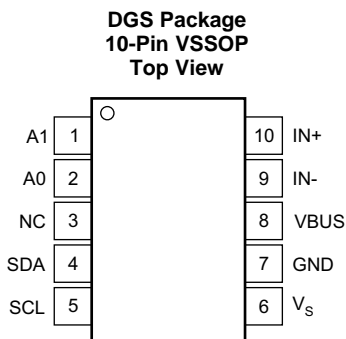 DGS Package
10-Pin VSSOP
Top View
A1 1 10 IN+
A0 2 9 IN-
NC 3 8 VBUS
SDA 4 7 GND
SCL 5 6 VS